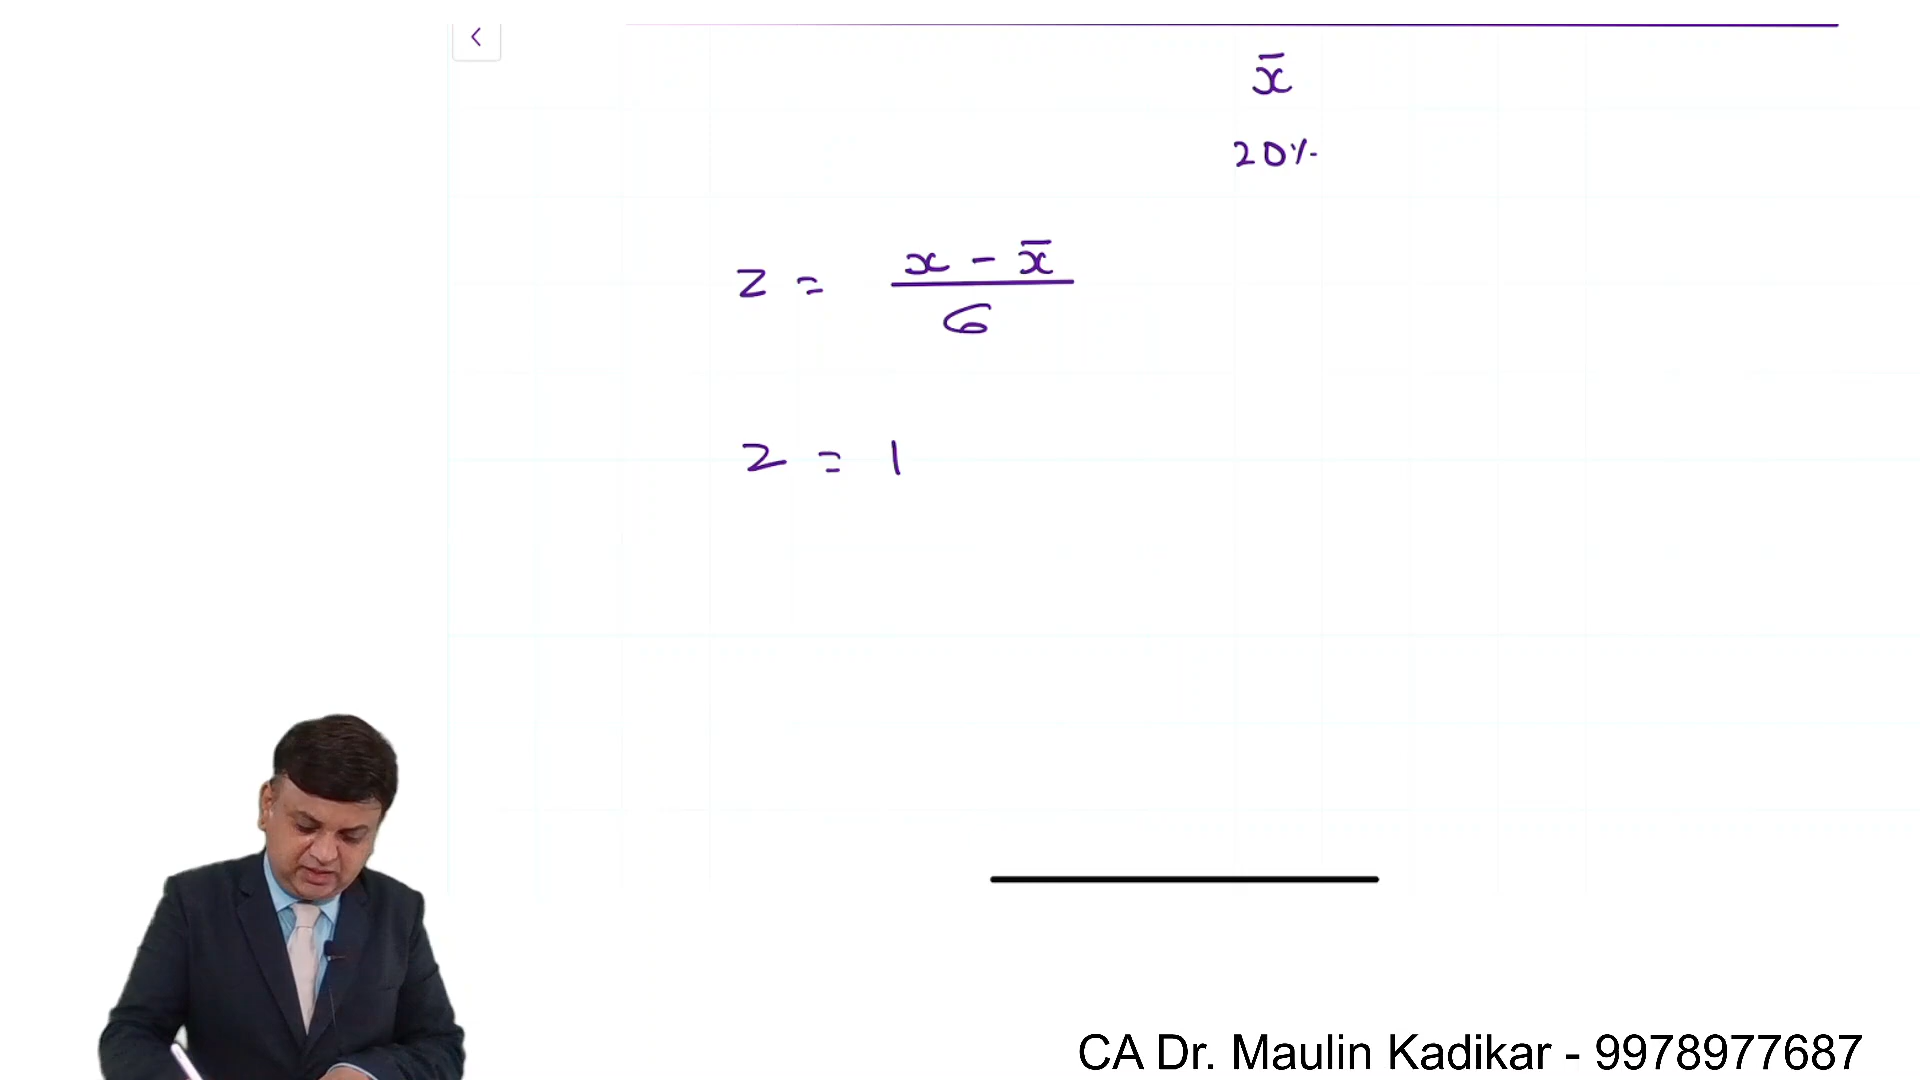 x̄
20%
z = x - x̄ / σ
z = 1
CA Dr. Maulin Kadikar - 9978977687